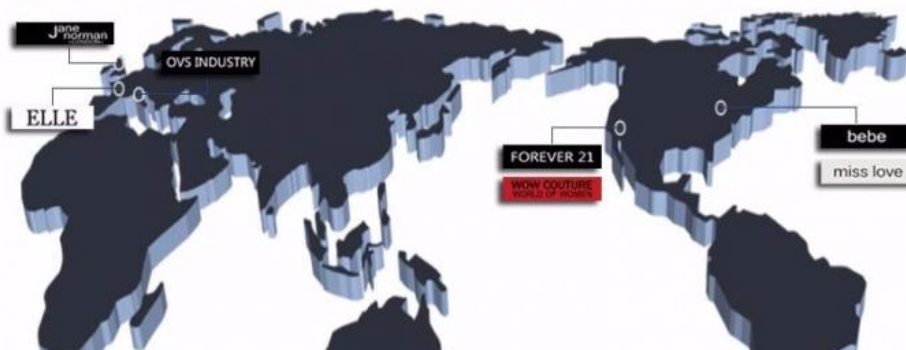 Jane
norman
OVS INDUSTRY
ELLE
FOREVER 21
WOW COUTURE
WORLD OF WOMEN
bebe
miss love